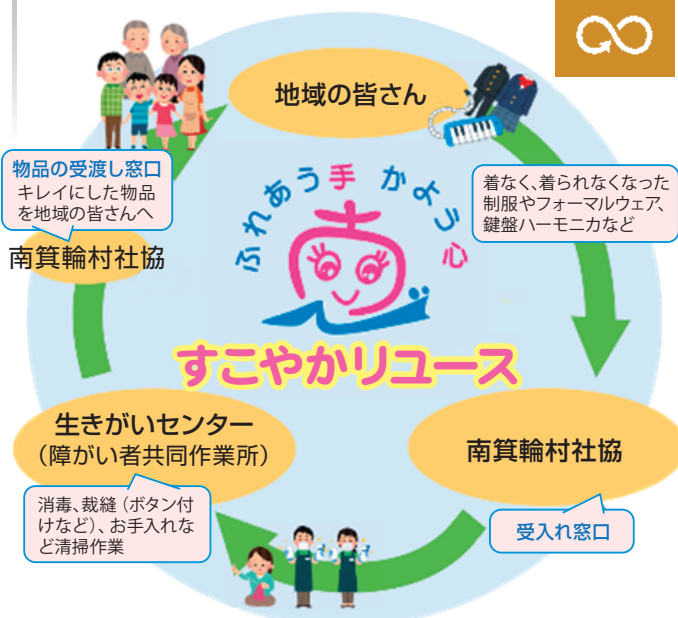 地域の皆さん
着なく、着られなくなった
制服やフォーマルウェア、
鍵盤ハーモニカなど
南箕輪村社協
受入れ窓口
生きがいセンター
（障がい者共同作業所）
消毒、裁縫（ボタン付
けなど）、お手入れな
ど清掃作業
物品の受渡し窓口
キレイにした物品
を地域の皆さんへ
南箕輪村社協
ふれあう手 かよう心
すこやかリユース